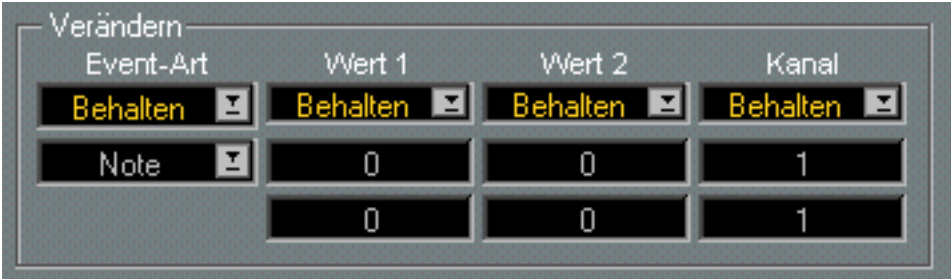 Verändern
Event-Art Wert 1 Wert 2 Kanal
Behalten Behalten Behalten Behalten
Note 0 0 1
0 0 1